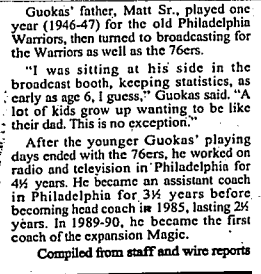 Guokas' father, Matt Sr., played one
year (1946-47) for the old Philadelphia
Warriors, then turned to broadcasting for
the Warriors as well as the 76ers.
"I was sitting at his side in the
broadcast booth, keeping statistics, as
early as age 6, I guess," Guokas said. "A
lot of kids grow up wanting to be like
their dad. This is no exception."
After the younger Guokas' playing
days ended with the 76ers, he worked on
radio and television in Philadelphia for
4½ years. He became an assistant coach
in Philadelphia for 3½ years before
becoming head coach in 1985, lasting 2½
years. In 1989-90, he became the first
coach of the expansion Magic.
Compiled from staff and wire reports